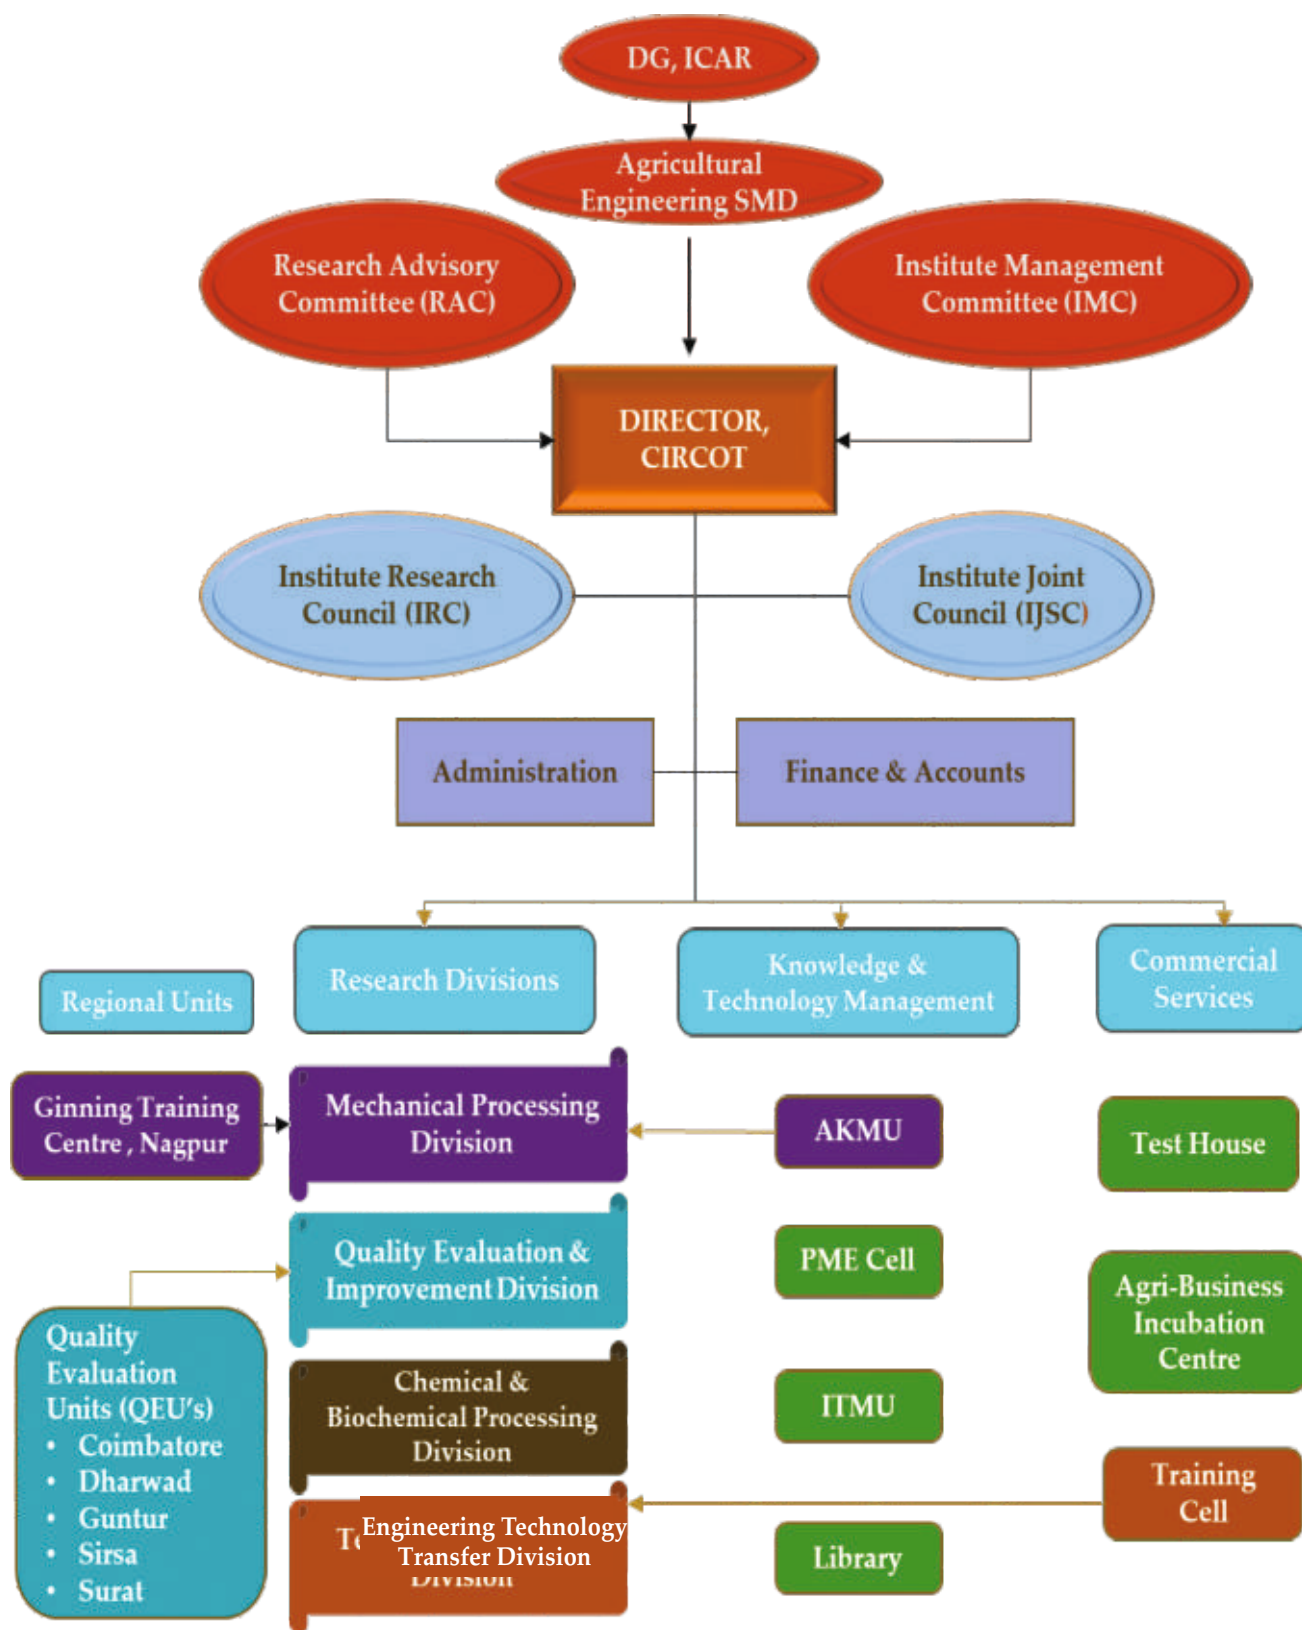 DG, ICAR
Agricultural
Engineering SMD
Research Advisory
Committee (RAC)
Institute Management
Committee (IMC)
DIRECTOR,
CIRCOT
Institute Research
Council (IRC)
Institute Joint
Council (IJSC)
Administration
Finance & Accounts
Regional Units
Research Divisions
Knowledge &
Technology Management
Commercial
Services
Ginning Training
Centre , Nagpur
Mechanical Processing
Division
AKMU
Test House
Quality Evaluation &
Improvement Division
PME Cell
Agri-Business
Incubation
Centre
Quality
Evaluation
Units (QEU's)
• Coimbatore
• Dharwad
• Guntur
• Sirsa
• Surat
Chemical &
Biochemical Processing
Division
ITMU
Training
Cell
Engineering Technology
Transfer Division
Division
Library